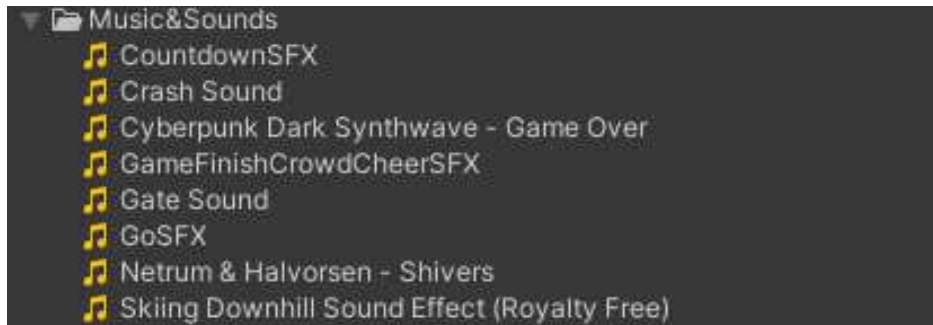 Music&Sounds
CountdownSFX
Crash Sound
Cyberpunk Dark Synthwave - Game Over
GameFinishCrowdCheerSFX
Gate Sound
GoSFX
Netrum & Halvorsen - Shivers
Skiing Downhill Sound Effect (Royalty Free)